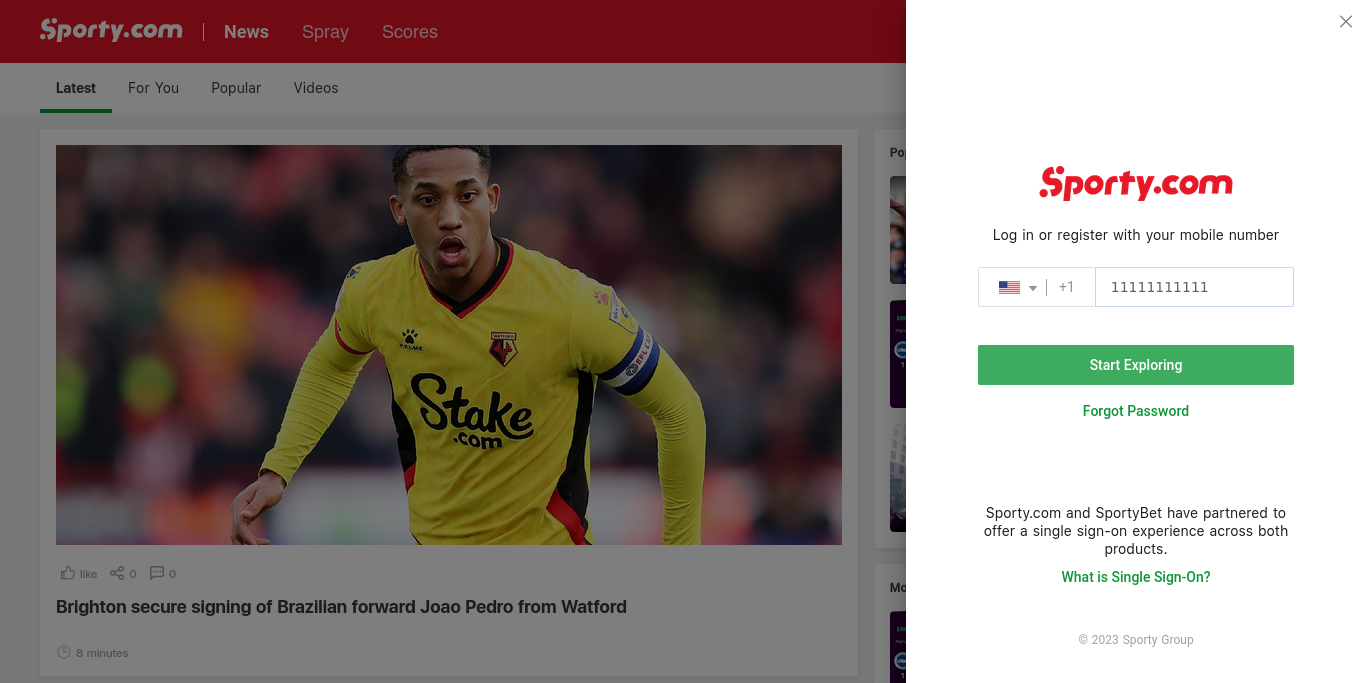 Sporty.com
News
Spray
Scores
Latest
For You
Popular
Videos
KELME
WATFORD
EFL
Stake
.com
like
0
0
Brighton secure signing of Brazilian forward Joao Pedro from Watford
8 minutes
Sporty.com
Log in or register with your mobile number
+1
11111111111
Start Exploring
Forgot Password
Sporty.com and SportyBet have partnered to
offer a single sign-on experience across both
products.
What is Single Sign-On?
© 2023 Sporty Group